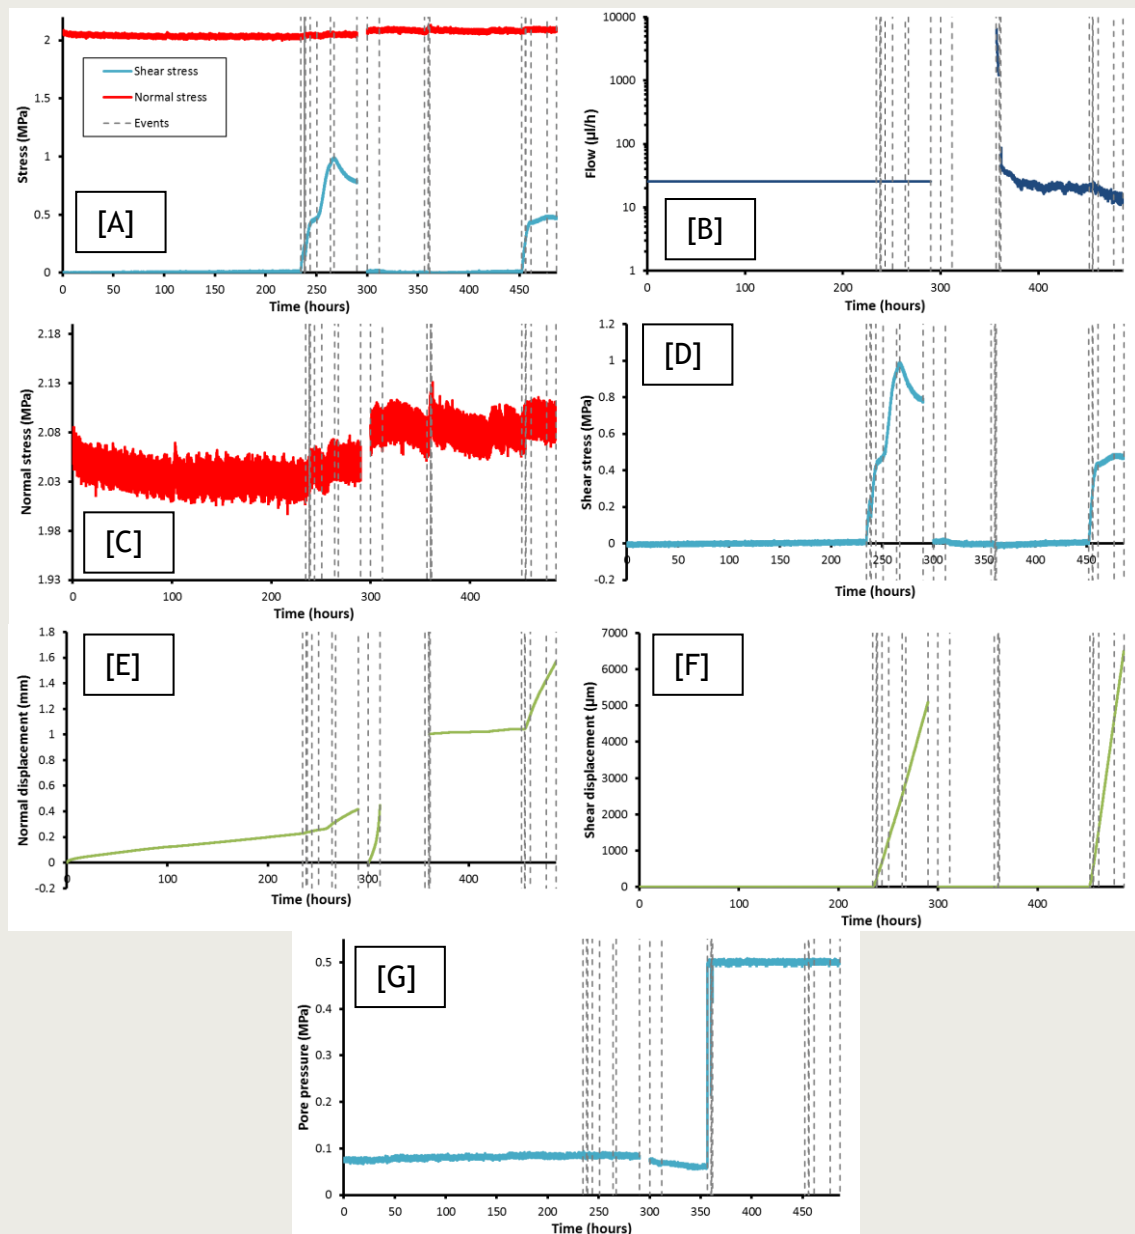 Stress (MPa)
2
1.5
1
0.5
0
Shear stress
Normal stress
Events
[A]
0 50 100 150 200 250 300 350 400 450
Time (hours)
Flow (µl/h)
10000
1000
100
10
1
[B]
0 200 400
Time (hours)
Normal stress (MPa)
2.18
2.13
2.08
2.03
1.98
1.93
[C]
0 100 200 300 400
Time (hours)
Shear stress (MPa)
1.2
1
0.8
0.6
0.4
0.2
0
-0.2
[D]
0 50 100 150 200 250 300 350 400 450
Time (hours)
Normal displacement (mm)
1.8
1.6
1.4
1.2
1
0.8
0.6
0.4
0.2
0
-0.2
[E]
0 100 200 300 400
Time (hours)
Shear displacement (µm)
7000
6000
5000
4000
3000
2000
1000
0
[F]
0 100 200 300 400
Time (hours)
Pore pressure (MPa)
0.5
0.4
0.3
0.2
0.1
0
[G]
0 50 100 150 200 250 300 350 400 450
Time (hours)